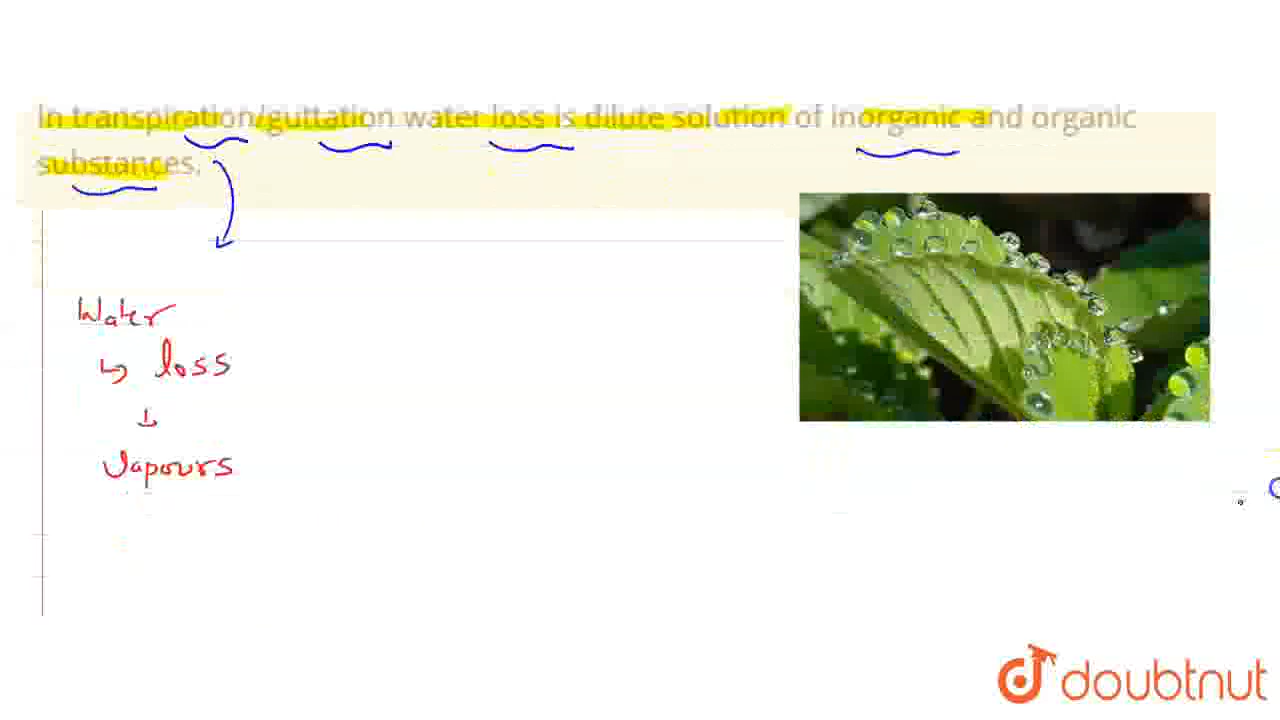 In transpiration/guttation water loss is dilute solution of inorganic and organic
substances.
Water
↳ loss
↓
Vapours
doubtnut